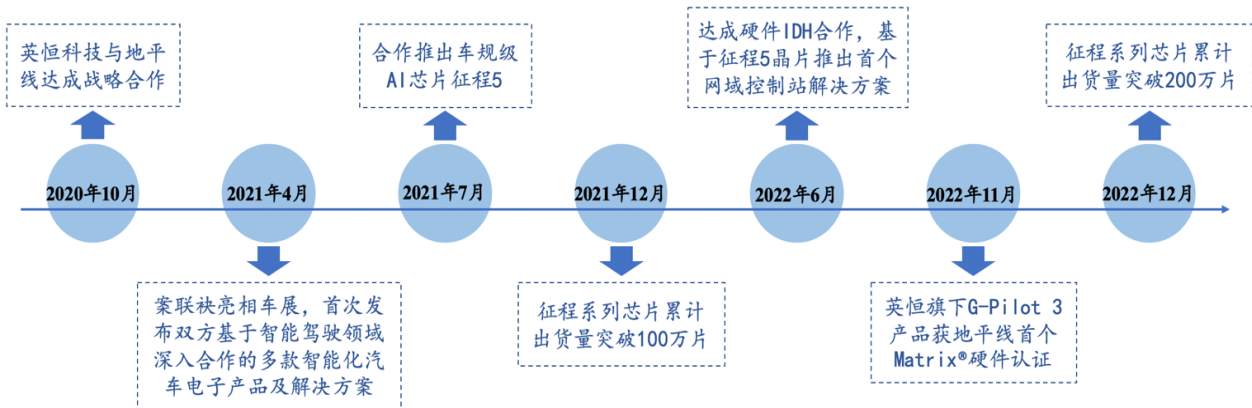 英恒科技与地平
线达成战略合作
合作推出车规级
AI芯片征程5
达成硬件IDH合作，基
于征程5晶片推出首个
网域控制站解决方案
征程系列芯片累计
出货量突破200万片
2020年10月
2021年4月
2021年7月
2021年12月
2022年6月
2022年11月
2022年12月
案联袂亮相车展，首次发
布双方基于智能驾驶领域
深入合作的多款智能化汽
车电子产品及解决方案
征程系列芯片累计
出货量突破100万片
英恒旗下G-Pilot 3
产品获地平线首个
Matrix®硬件认证